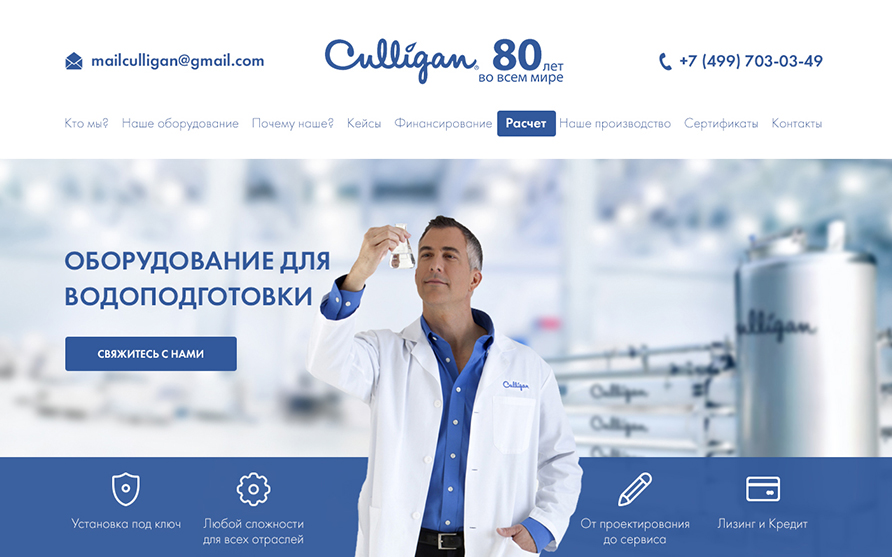 mailculligan@gmail.com
Culligan® 80 лет
во всем мире
+7 (499) 703-03-49
Кто мы? Наше оборудование Почему наше? Кейсы Финансирование Расчет Наше производство Сертификаты Контакты
ОБОРУДОВАНИЕ ДЛЯ
ВОДОПОДГОТОВКИ
СВЯЖИТЕСЬ С НАМИ
Culligan
ulligan
Culligan
Culligan
Установка под ключ
Любой сложности
для всех отраслей
От проектирования
до сервиса
Лизинг и Кредит